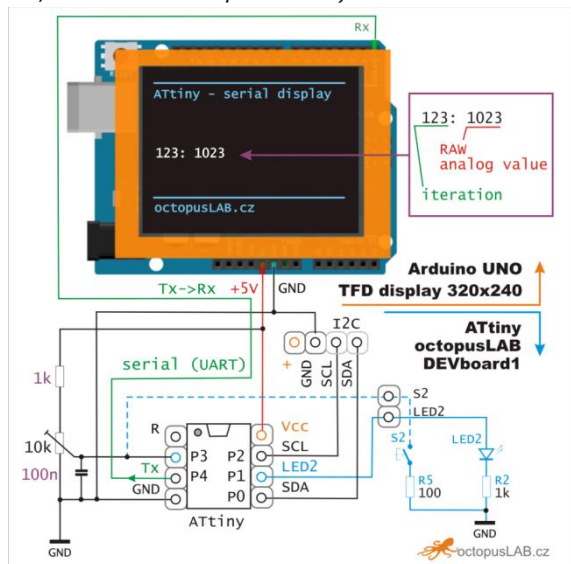 Rx
ATtiny - serial display
123: 1023
octopusLAB.cz
123: 1023
RAW
analog value
iteration
Tx->Rx
+5V
GND
Arduino UNO
TFD display 320x240
ATtiny
octopusLAB
DEVboard1
I2C
+
GND
SCL
SDA
serial (UART)
1k
10k
100n
R
P3
Tx
P4
GND
Vcc
P2
SCL
P1
LED2
P0
SDA
ATtiny
S2
LED2
S2
LED2
R5
100
R2
1k
GND
GND
octopusLAB.cz